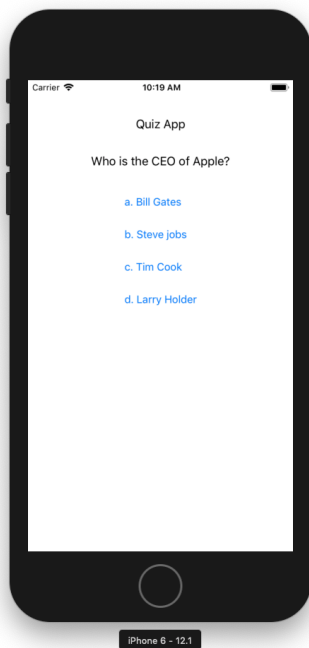 Carrier 10:19 AM
Quiz App
Who is the CEO of Apple?
a. Bill Gates
b. Steve jobs
c. Tim Cook
d. Larry Holder
iPhone 6 - 12.1